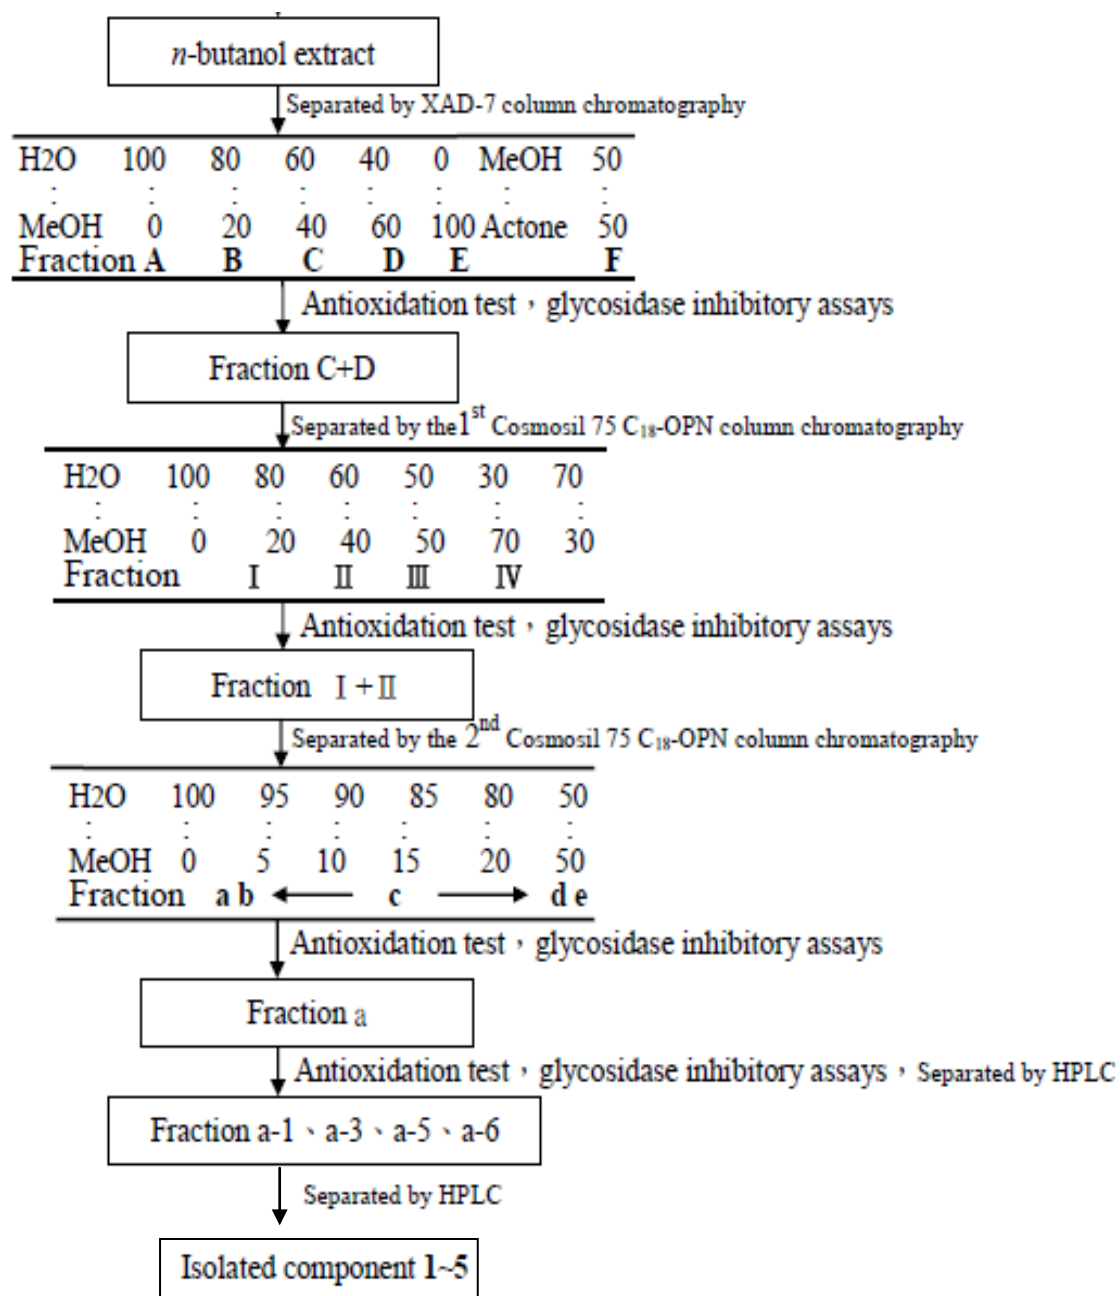 n-butanol extract
Separated by XAD-7 column chromatography
H2O 100 80 60 40 0 MeOH 50
: : : : : : :
MeOH 0 20 40 60 100 Actone 50
Fraction A B C D E F
Antioxidation test，glycosidase inhibitory assays
Fraction C+D
Separated by the1st Cosmosil 75 C18-OPN column chromatography
H2O 100 80 60 50 30 70
: : : : : : :
MeOH 0 20 40 50 70 30
Fraction Ⅰ Ⅱ Ⅲ Ⅳ
Antioxidation test，glycosidase inhibitory assays
Fraction Ⅰ+Ⅱ
Separated by the 2nd Cosmosil 75 C18-OPN column chromatography
H2O 100 95 90 85 80 50
: : : : : : :
MeOH 0 5 10 15 20 50
Fraction a b ← c → d e
Antioxidation test，glycosidase inhibitory assays
Fraction a
Antioxidation test，glycosidase inhibitory assays，Separated by HPLC
Fraction a-1、a-3、a-5、a-6
Separated by HPLC
Isolated component 1~5